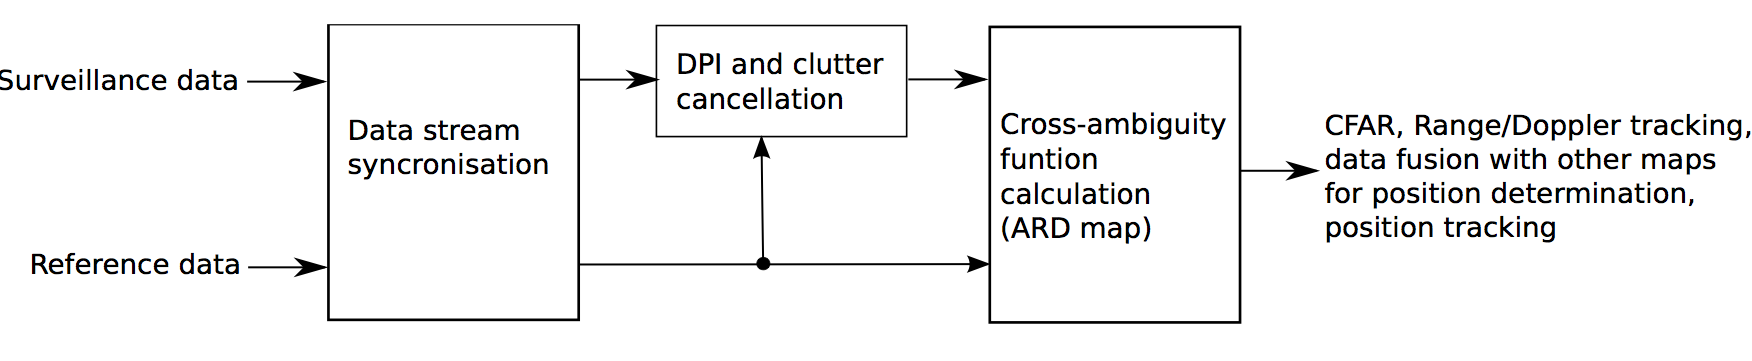 Surveillance data
Reference data
Data stream
syncronisation
DPI and clutter
cancellation
Cross-ambiguity
funtion
calculation
(ARD map)
CFAR, Range/Doppler tracking,
data fusion with other maps
for position determination,
position tracking